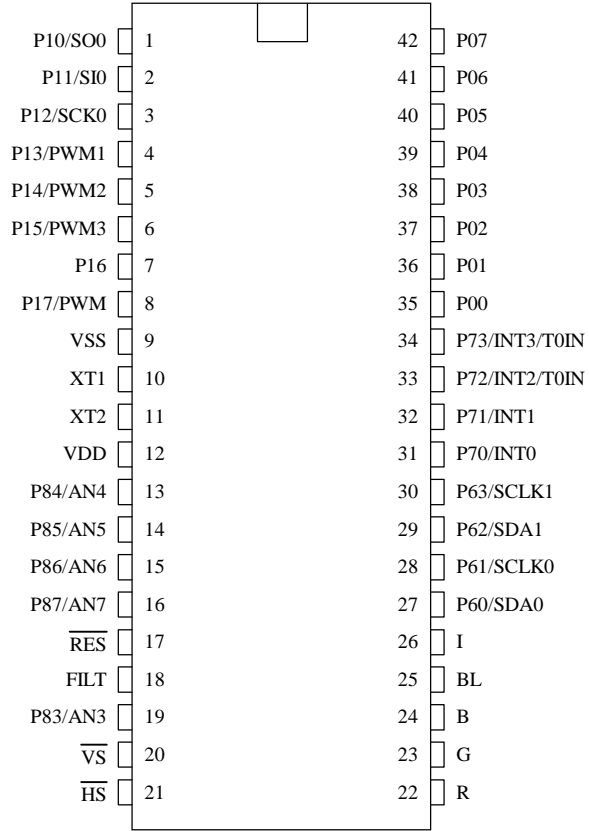 P10/SO0 1 42 P07
P11/SI0 2 41 P06
P12/SCK0 3 40 P05
P13/PWM1 4 39 P04
P14/PWM2 5 38 P03
P15/PWM3 6 37 P02
P16 7 36 P01
P17/PWM 8 35 P00
VSS 9 34 P73/INT3/T0IN
XT1 10 33 P72/INT2/T0IN
XT2 11 32 P71/INT1
VDD 12 31 P70/INT0
P84/AN4 13 30 P63/SCLK1
P85/AN5 14 29 P62/SDA1
P86/AN6 15 28 P61/SCLK0
P87/AN7 16 27 P60/SDA0
R̅E̅S̅ 17 26 I
FILT 18 25 BL
P83/AN3 19 24 B
V̅S̅ 20 23 G
H̅S̅ 21 22 R